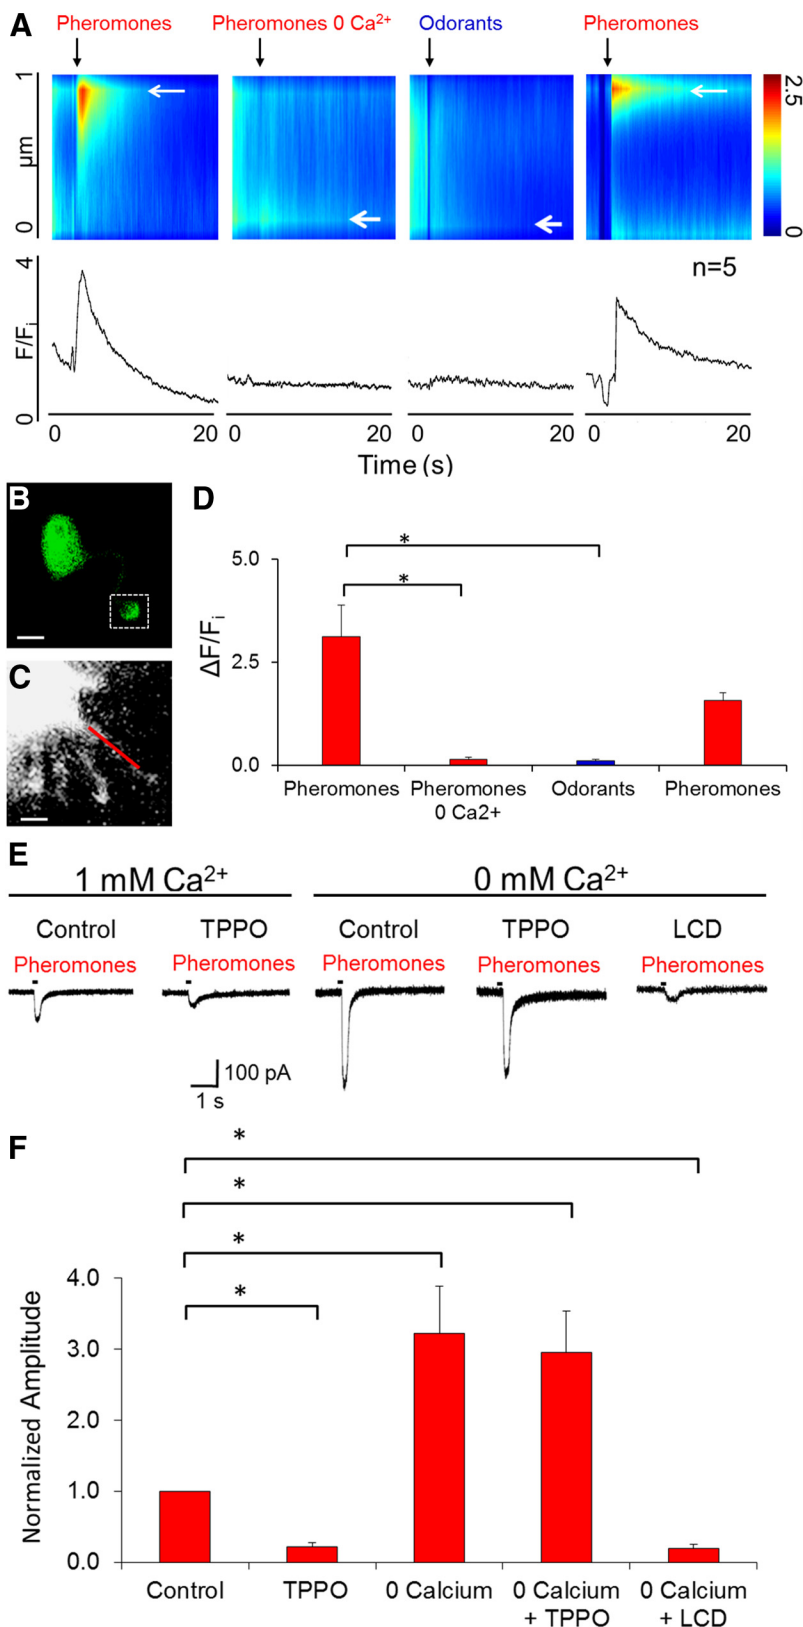 A
Pheromones
Pheromones 0 Ca²⁺
Odorants
Pheromones
1
µm
0
2.5
0
n=5
4
F/Fᵢ
0
0 20
0 20
0 20
0 20
Time (s)
B
C
D
*
*
5.0
2.5
0.0
ΔF/Fᵢ
Pheromones
Pheromones
0 Ca2+
Odorants
Pheromones
E
1 mM Ca²⁺
0 mM Ca²⁺
Control
TPPO
Control
TPPO
LCD
Pheromones
Pheromones
Pheromones
Pheromones
Pheromones
100 pA
1 s
F
*
*
*
*
4.0
3.0
2.0
1.0
0.0
Normalized Amplitude
Control
TPPO
0 Calcium
0 Calcium
+ TPPO
0 Calcium
+ LCD